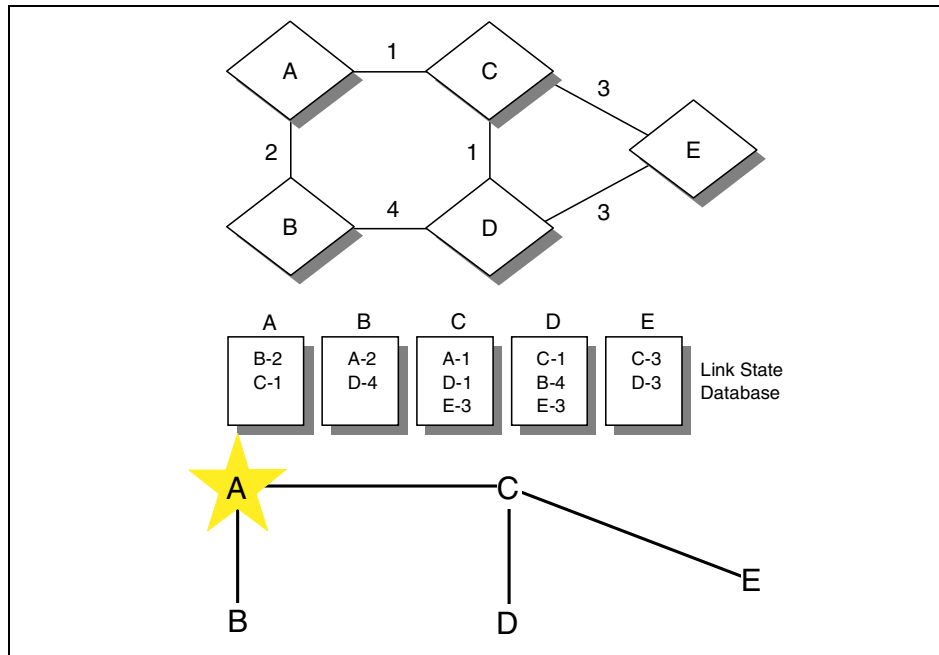 1
A
C
3
2
1
E
B
4
D
3
A B C D E
B-2
C-1
A-2
D-4
A-1
D-1
E-3
C-1
B-4
E-3
C-3
D-3
Link State
Database
A
C
E
B
D